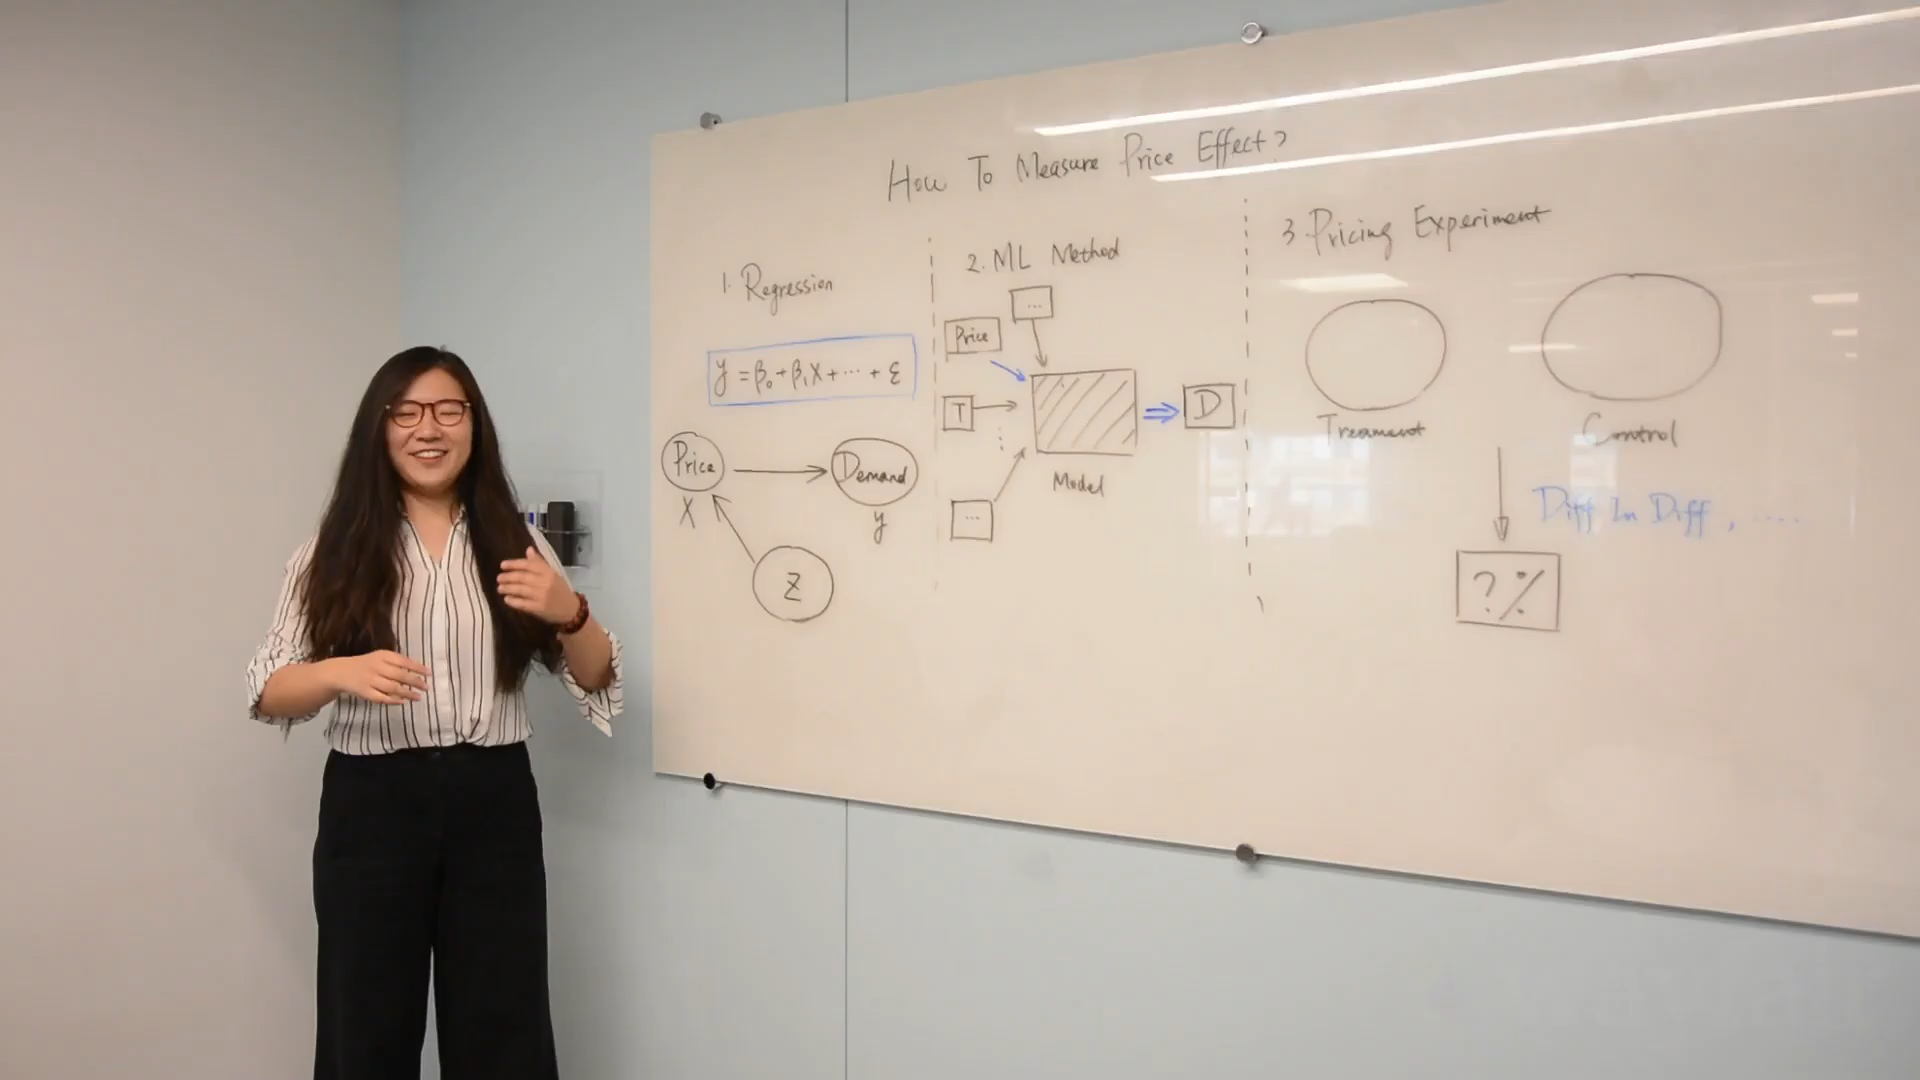 How To Measure Price Effect?
1. Regression
y = β₀ + β₁X + ··· + ε
Price
Demand
X
y
Z
2. ML Method
...
Price
T
...
Model
D
3. Pricing Experiment
Treament
Control
Diff In Diff, ....
? %